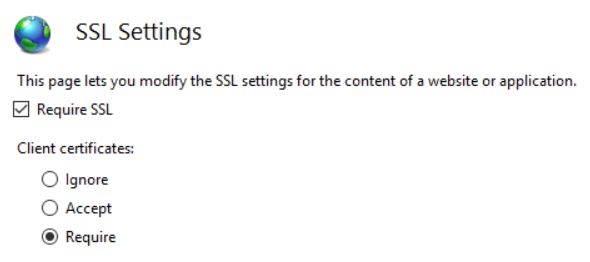 SSL Settings
This page lets you modify the SSL settings for the content of a website or application.
Require SSL
Client certificates:
Ignore
Accept
Require